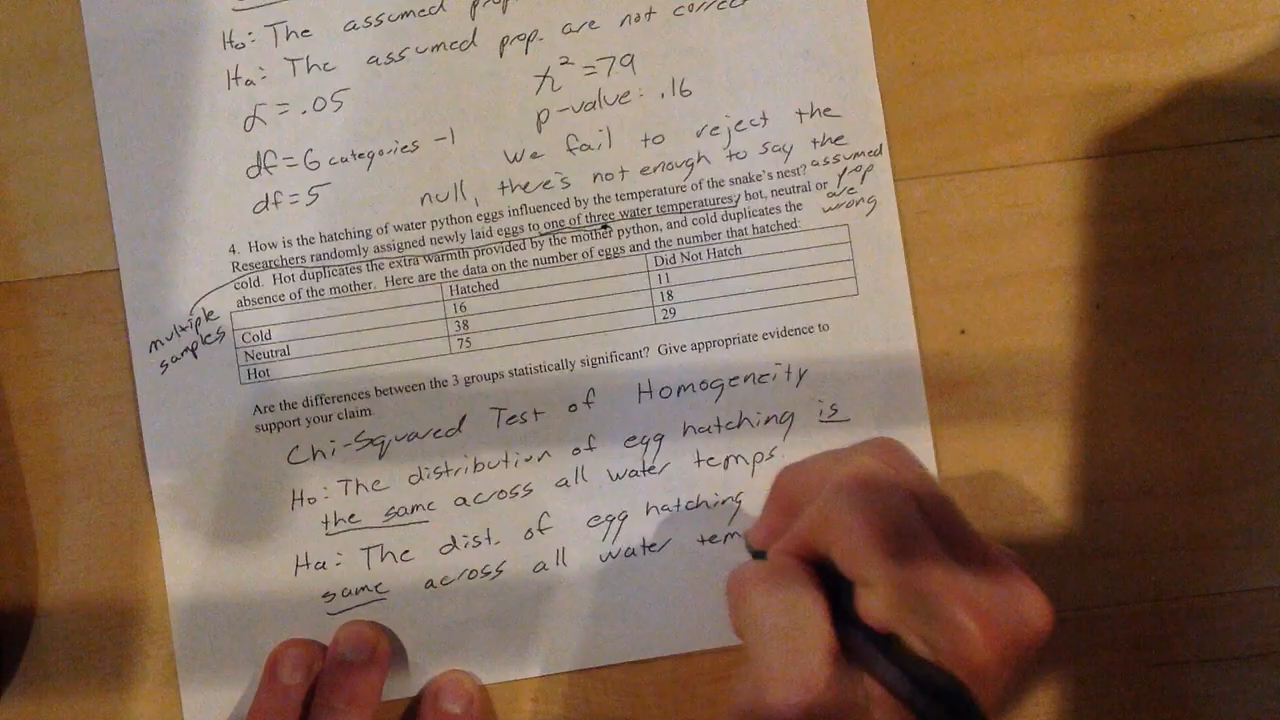 Ho: The assumed prop
Ha: The assumed prop. are not correct
α = .05
χ² = 79
p-value: .16
df = 6 categories -1
df = 5
We fail to reject the
null, there's not enough to say the
assumed
prop
are
wrong
4. How is the hatching of water python eggs influenced by the temperature of the snake's nest?
Researchers randomly assigned newly laid eggs to one of three water temperatures, hot, neutral or
cold. Hot duplicates the extra warmth provided by the mother python, and cold duplicates the
absence of the mother. Here are the data on the number of eggs and the number that hatched:
multiple
samples
Hatched Did Not Hatch
Cold 16 11
Neutral 38 18
Hot 75 29
Are the differences between the 3 groups statistically significant? Give appropriate evidence to
support your claim.
Chi-Squared Test of Homogeneity
Ho: The distribution of egg hatching is
the same across all water temps.
Ha: The dist. of egg hatching
same across all water tem